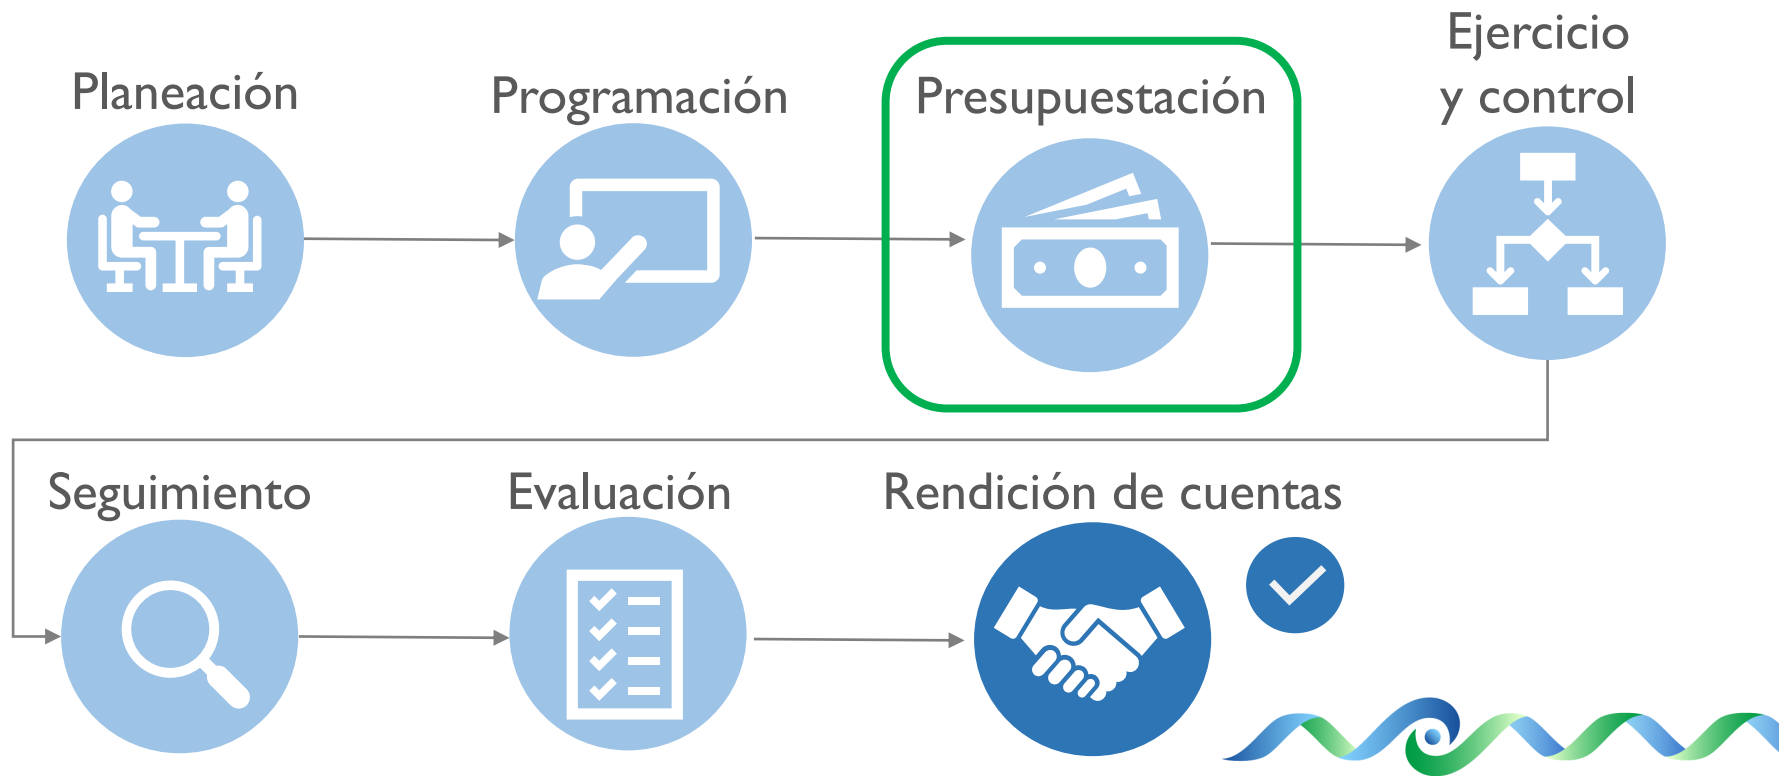 Planeación
Programación
Presupuestación
Ejercicio
y control
Seguimiento
Evaluación
Rendición de cuentas